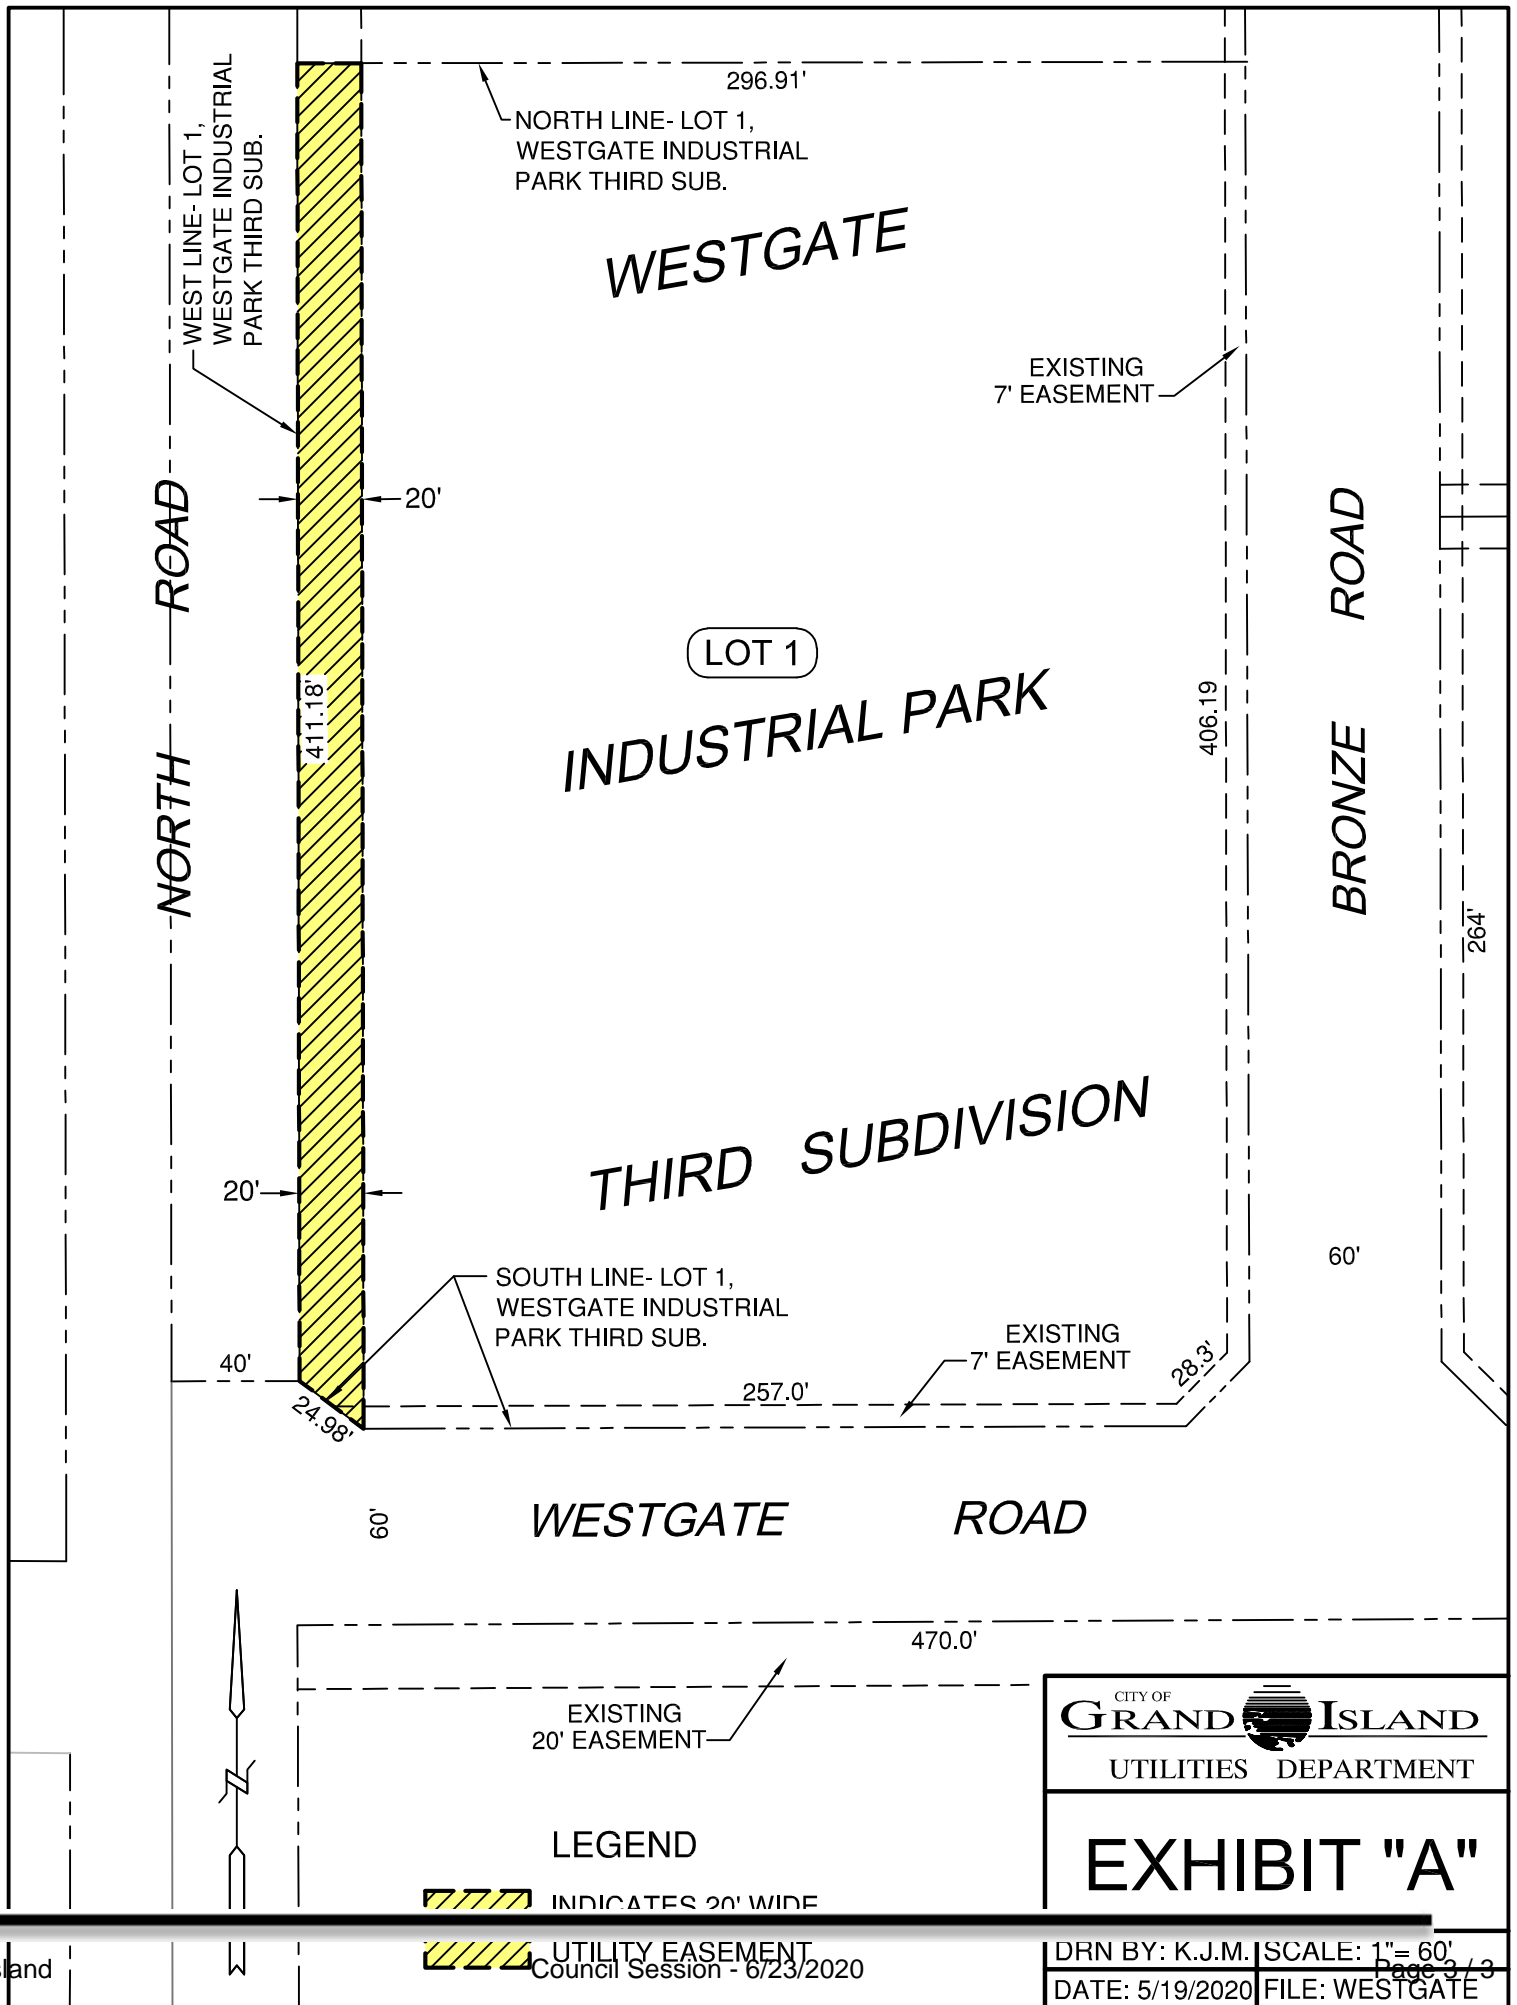 296.91'
NORTH LINE- LOT 1,
WESTGATE INDUSTRIAL
PARK THIRD SUB.
WEST LINE- LOT 1,
WESTGATE INDUSTRIAL
PARK THIRD SUB.
WESTGATE
EXISTING
7' EASEMENT
20'
NORTH ROAD
BRONZE ROAD
LOT 1
411.18'
INDUSTRIAL PARK
406.19
264'
THIRD SUBDIVISION
20'
60'
SOUTH LINE- LOT 1,
WESTGATE INDUSTRIAL
PARK THIRD SUB.
EXISTING
7' EASEMENT
28.3'
40'
257.0'
24.98'
60'
WESTGATE ROAD
470.0'
EXISTING
20' EASEMENT
CITY OF
GRAND ISLAND
UTILITIES DEPARTMENT
LEGEND
INDICATES 20' WIDE
UTILITY EASEMENT
EXHIBIT "A"
DRN BY: K.J.M.
SCALE: 1"= 60'
DATE: 5/19/2020
FILE: WESTGATE
sland
Council Session - 6/23/2020
Page 3 / 3